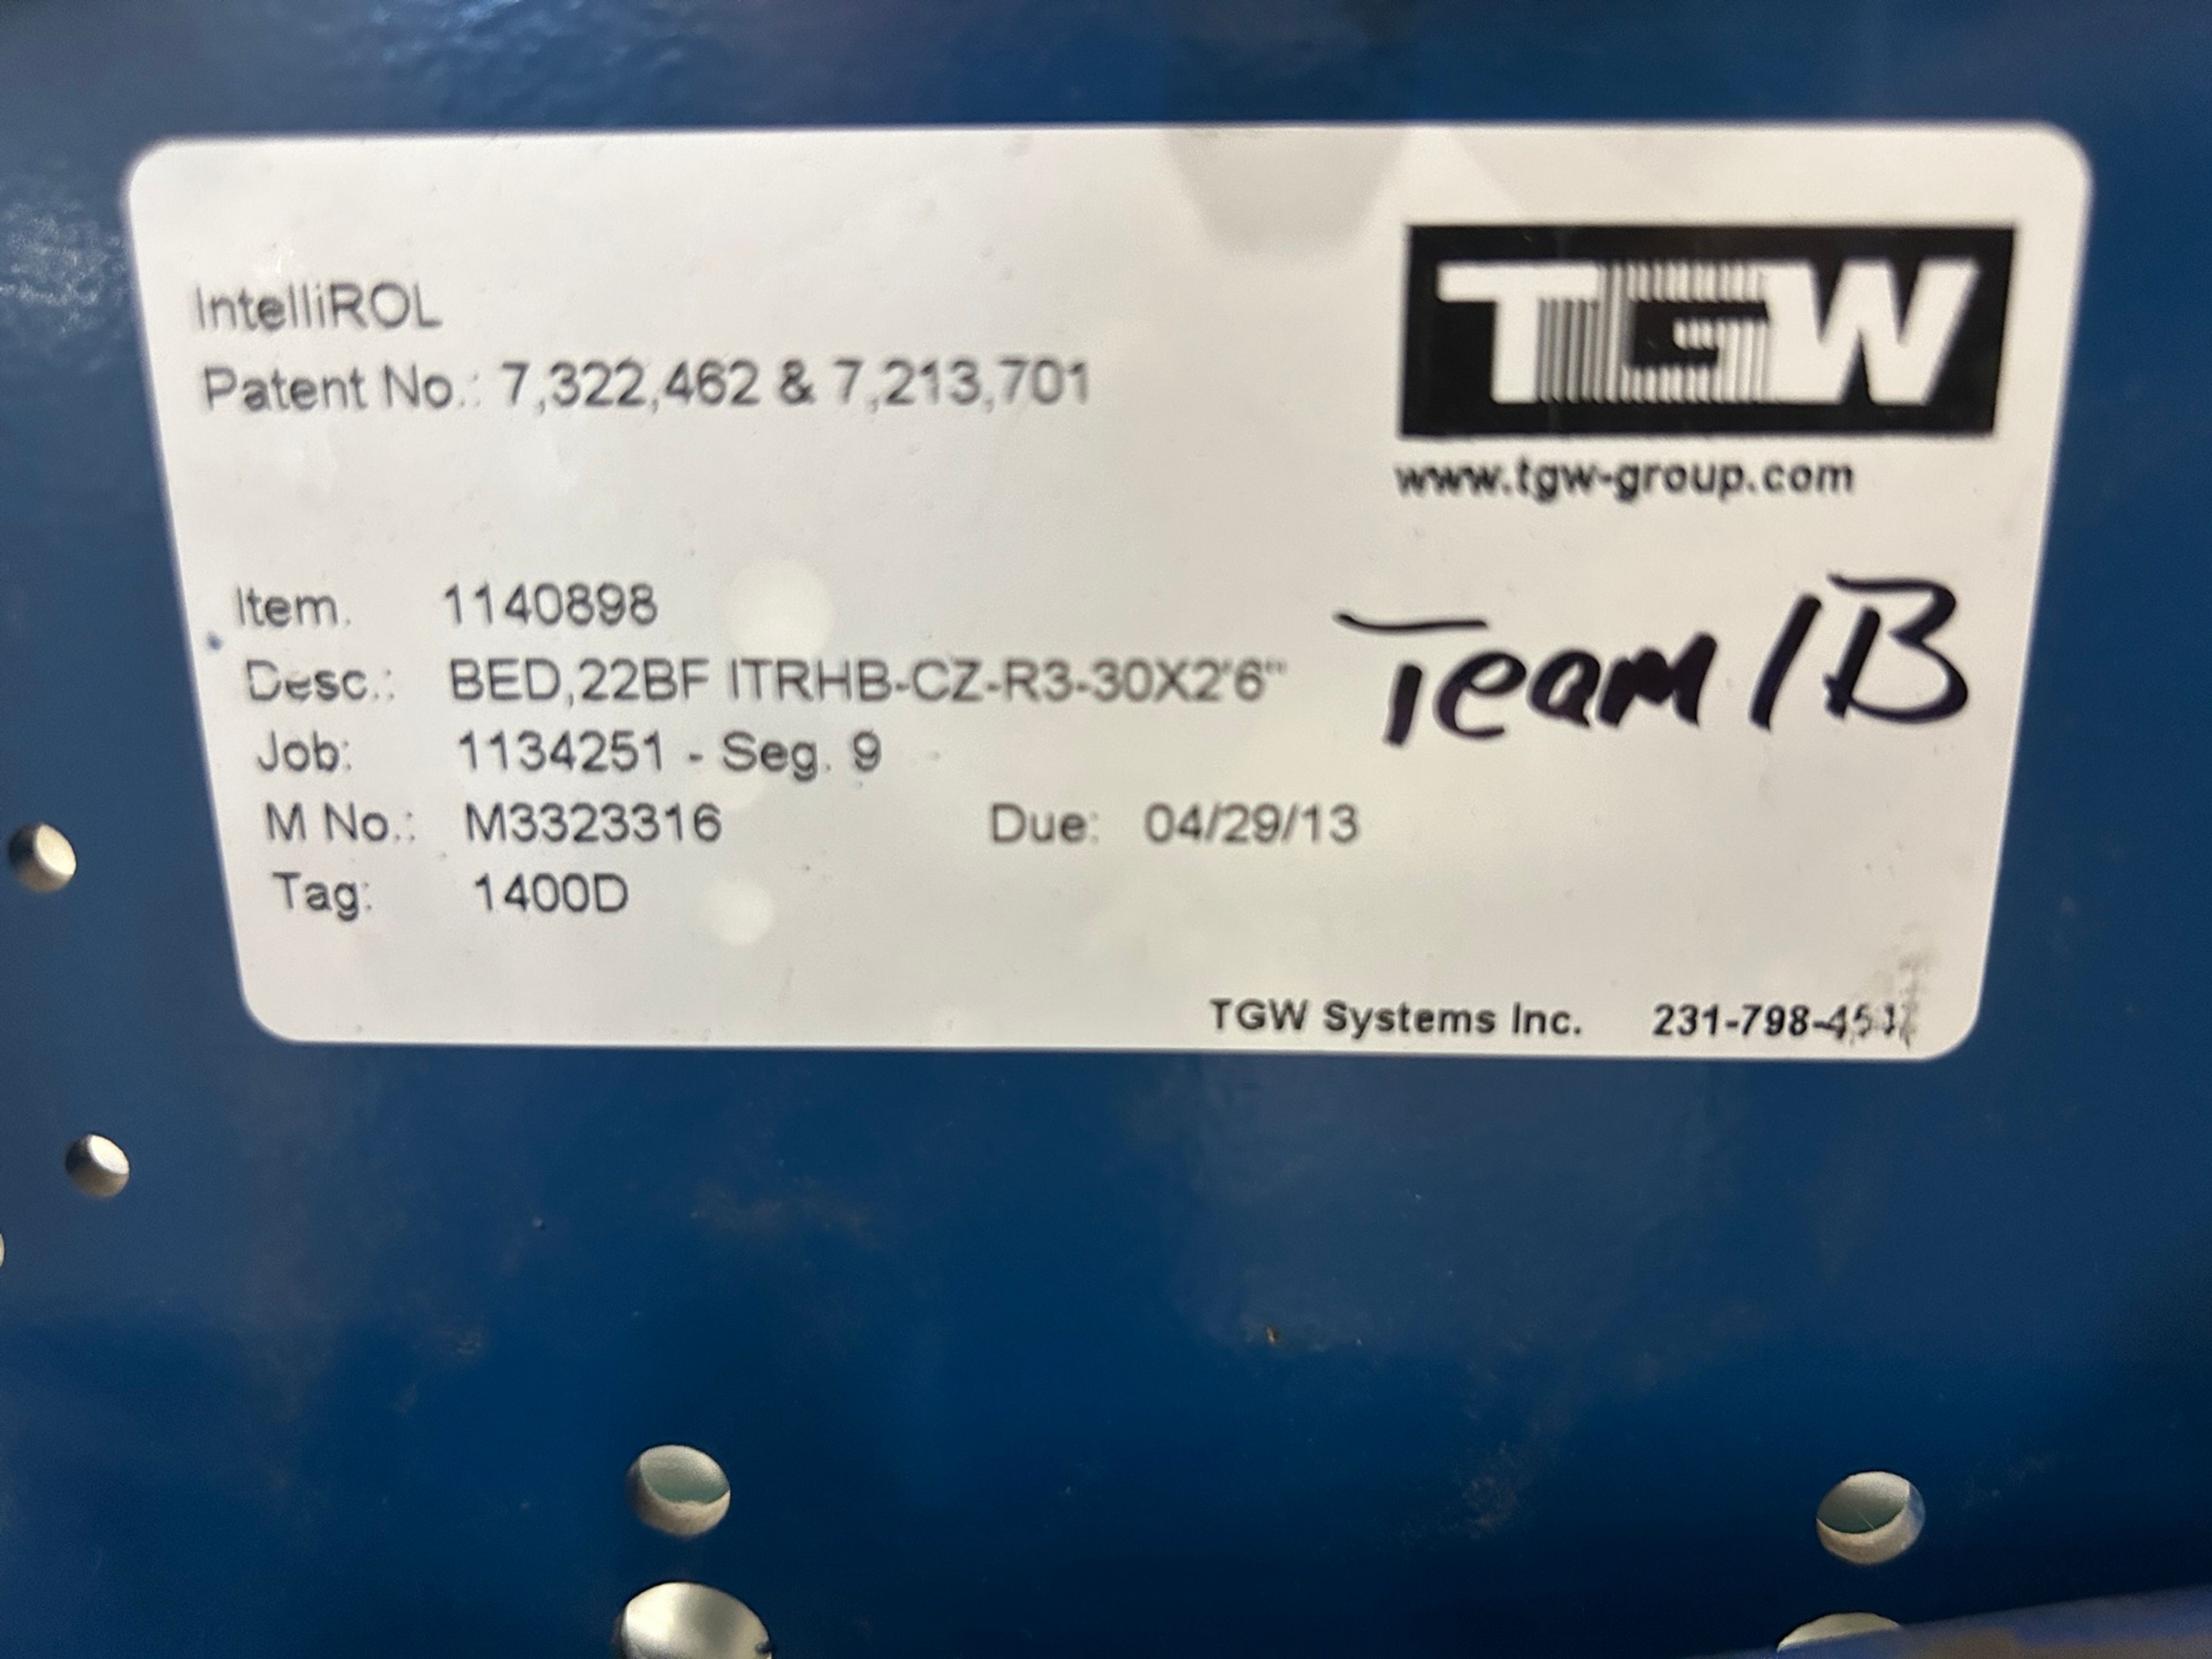 IntelliROL
Patent No.: 7,322,462 & 7,213,701
TGW
www.tgw-group.com
Item. 1140898
Desc.: BED,22BF ITRHB-CZ-R3-30X2'6"
Team 1B
Job: 1134251 - Seg. 9
M No.: M3323316 Due: 04/29/13
Tag: 1400D
TGW Systems Inc.